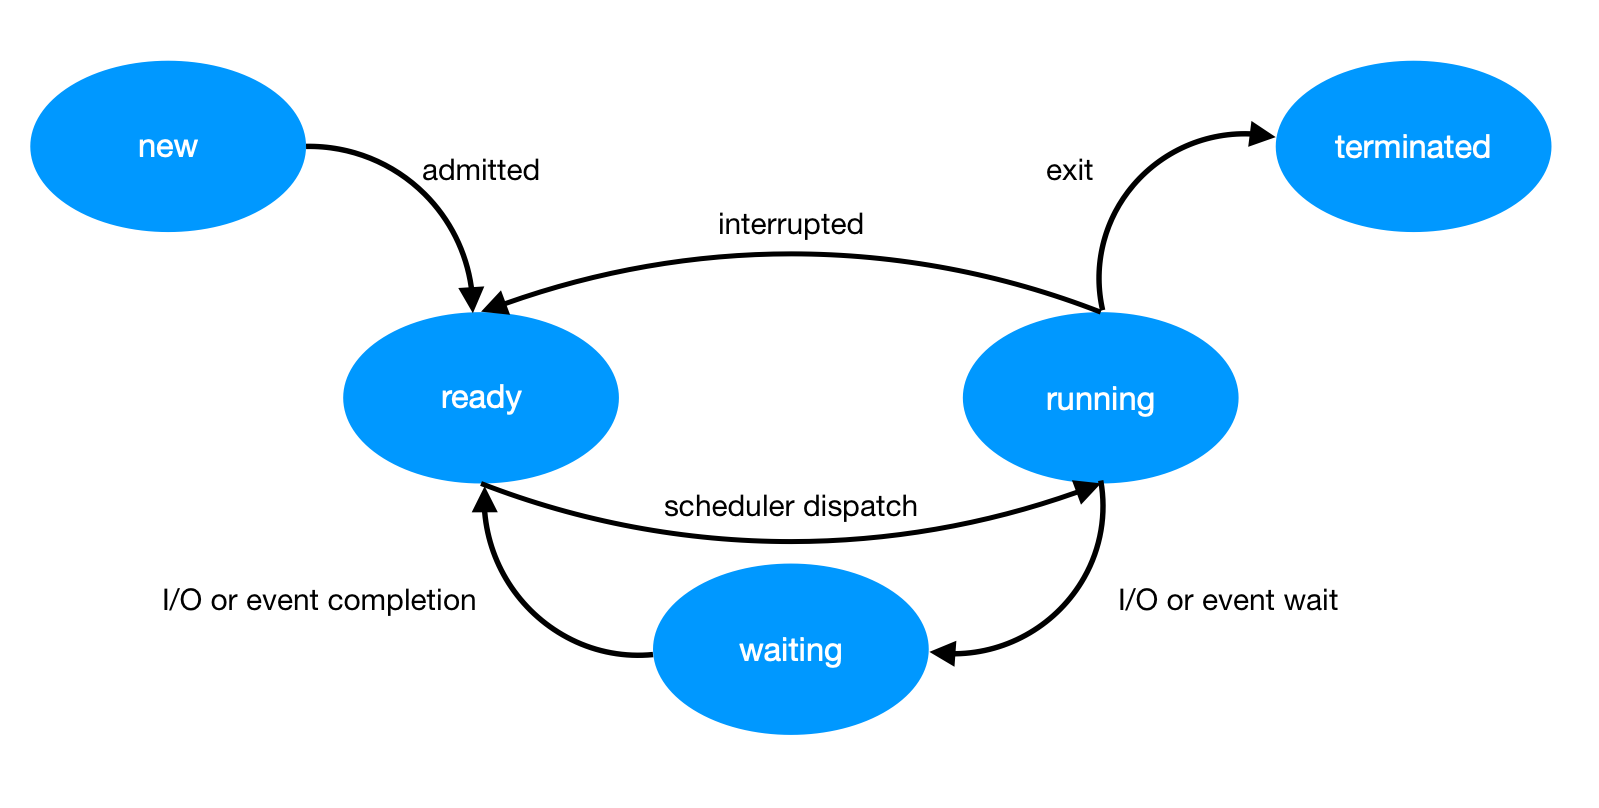 new
terminated
admitted
exit
interrupted
ready
running
scheduler dispatch
I/O or event completion
I/O or event wait
waiting